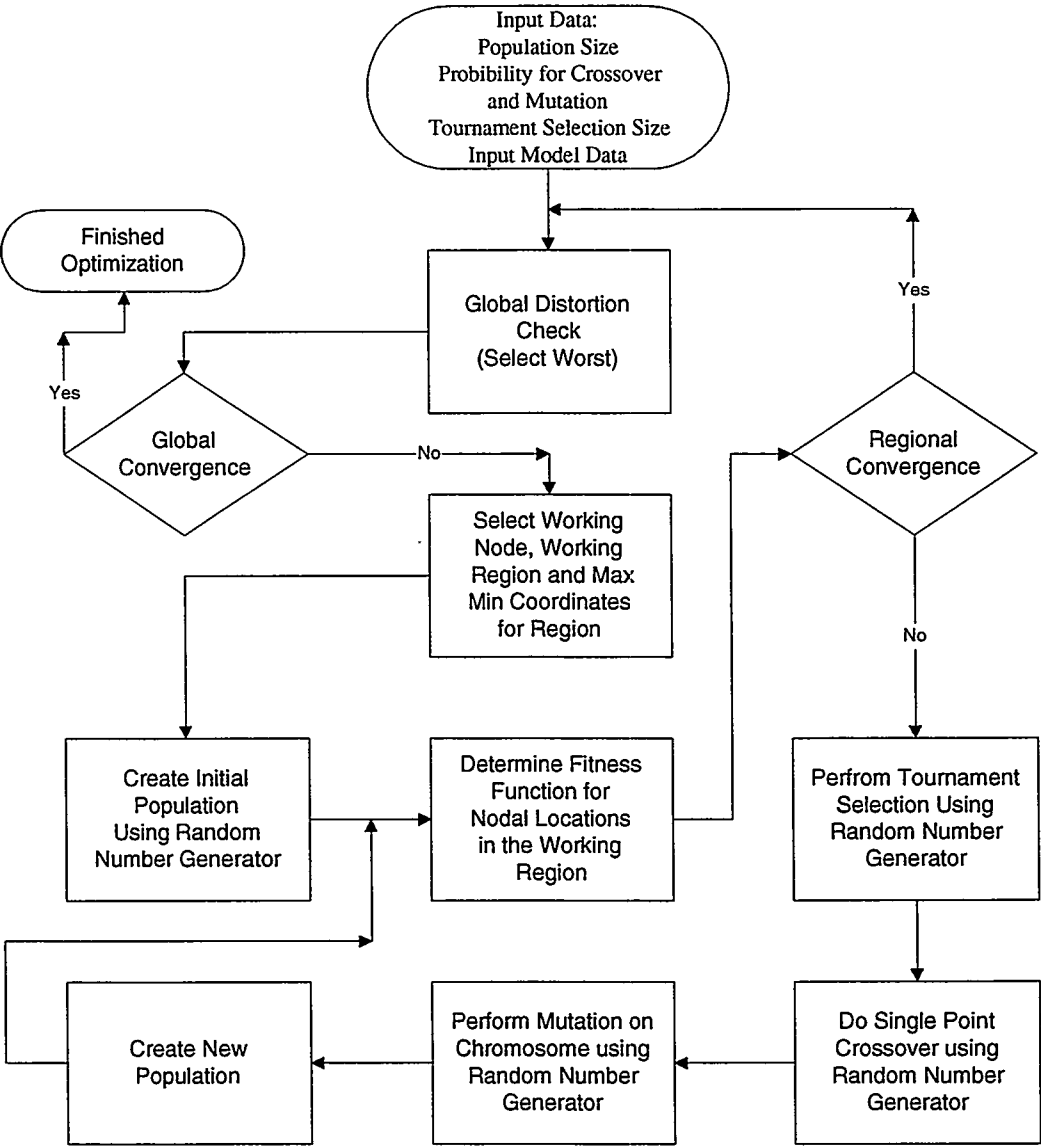 Input Data:
Population Size
Probibility for Crossover
and Mutation
Tournament Selection Size
Input Model Data
Finished
Optimization
Global Distortion
Check
(Select Worst)
Yes
Yes
Global
Convergence
No
Regional
Convergence
Select Working
Node, Working
Region and Max
Min Coordinates
for Region
No
Create Initial
Population
Using Random
Number Generator
Determine Fitness
Function for
Nodal Locations
in the Working
Region
Perfrom Tournament
Selection Using
Random Number
Generator
Create New
Population
Perform Mutation on
Chromosome using
Random Number
Generator
Do Single Point
Crossover using
Random Number
Generator